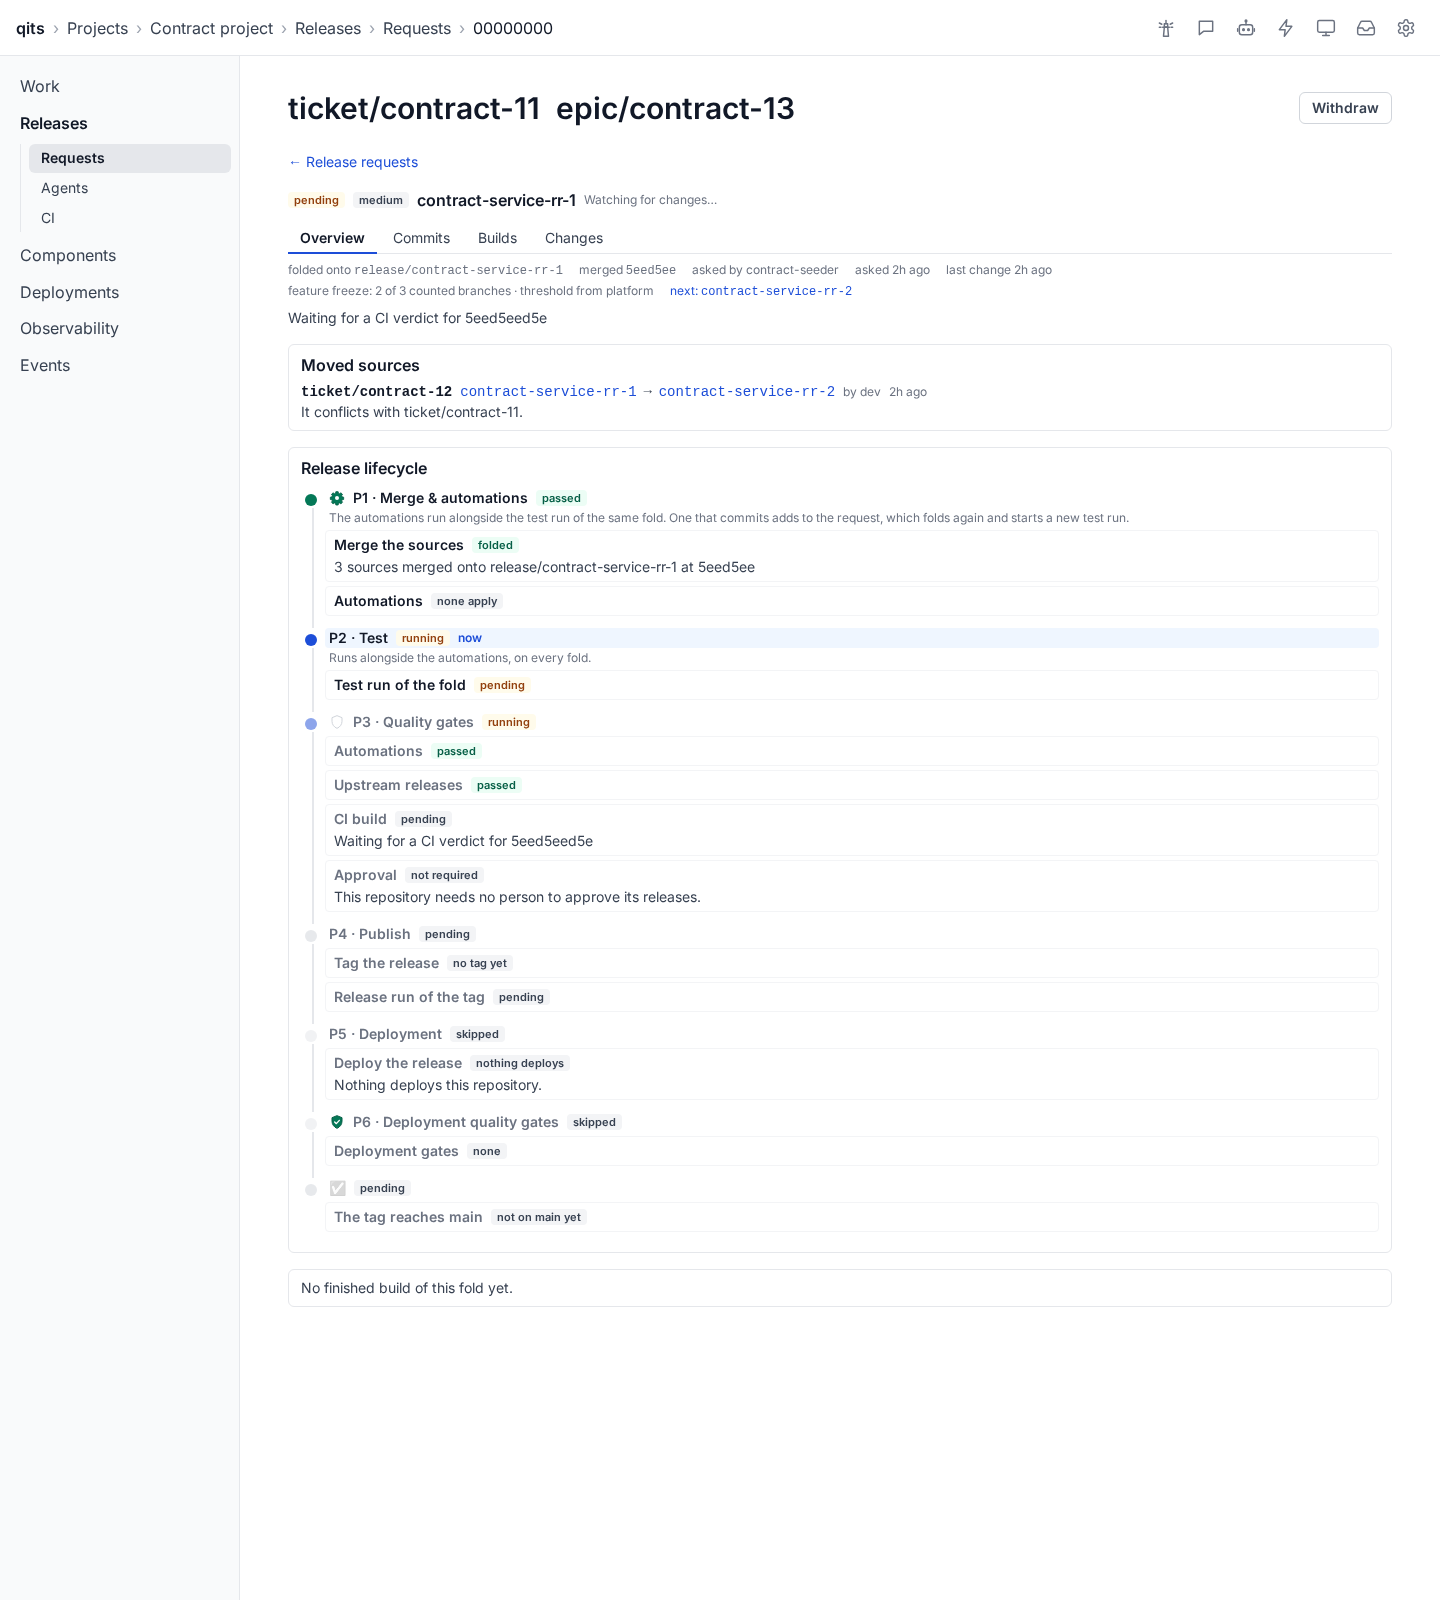 qits › Projects › Contract project › Releases › Requests › 00000000
Work
Releases
Requests
Agents
CI
Components
Deployments
Observability
Events
ticket/contract-11 epic/contract-13
Withdraw
← Release requests
pending medium contract-service-rr-1 Watching for changes...
Overview Commits Builds Changes
folded onto release/contract-service-rr-1 merged 5eed5ee asked by contract-seeder asked 2h ago last change 2h ago
feature freeze: 2 of 3 counted branches · threshold from platform next: contract-service-rr-2
Waiting for a CI verdict for 5eed5eed5e
Moved sources
ticket/contract-12 contract-service-rr-1 → contract-service-rr-2 by dev 2h ago
It conflicts with ticket/contract-11.
Release lifecycle
P1 · Merge & automations passed
The automations run alongside the test run of the same fold. One that commits adds to the request, which folds again and starts a new test run.
Merge the sources folded
3 sources merged onto release/contract-service-rr-1 at 5eed5ee
Automations none apply
P2 · Test running now
Runs alongside the automations, on every fold.
Test run of the fold pending
P3 · Quality gates running
Automations passed
Upstream releases passed
CI build pending
Waiting for a CI verdict for 5eed5eed5e
Approval not required
This repository needs no person to approve its releases.
P4 · Publish pending
Tag the release no tag yet
Release run of the tag pending
P5 · Deployment skipped
Deploy the release nothing deploys
Nothing deploys this repository.
P6 · Deployment quality gates skipped
Deployment gates none
pending
The tag reaches main not on main yet
No finished build of this fold yet.